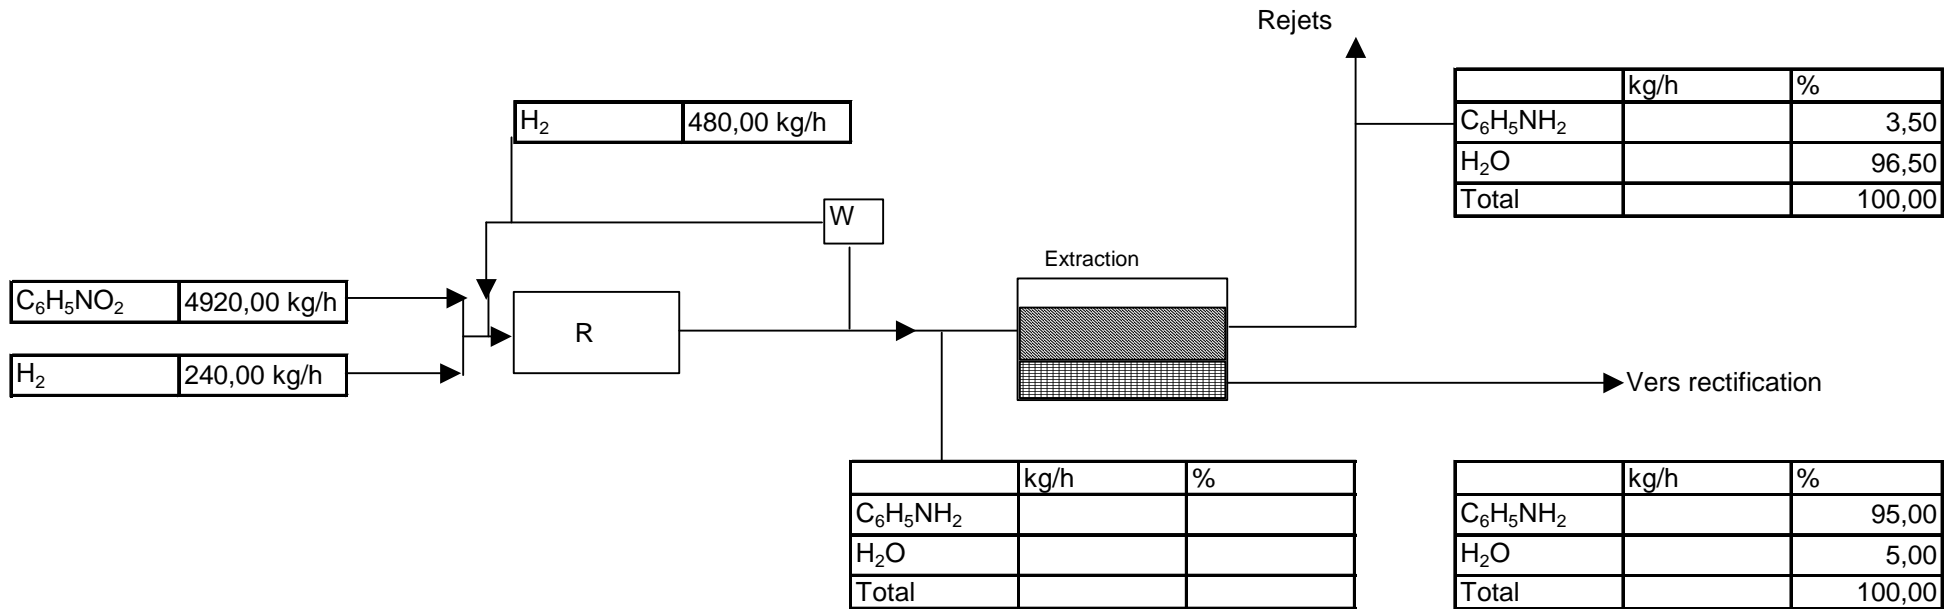 Rejets
kg/h %
C₆H₅NH₂ 3,50
H₂O 96,50
Total 100,00
H₂ 480,00 kg/h
W
Extraction
C₆H₅NO₂ 4920,00 kg/h
R
H₂ 240,00 kg/h
Vers rectification
kg/h %
C₆H₅NH₂
H₂O
Total
kg/h %
C₆H₅NH₂ 95,00
H₂O 5,00
Total 100,00